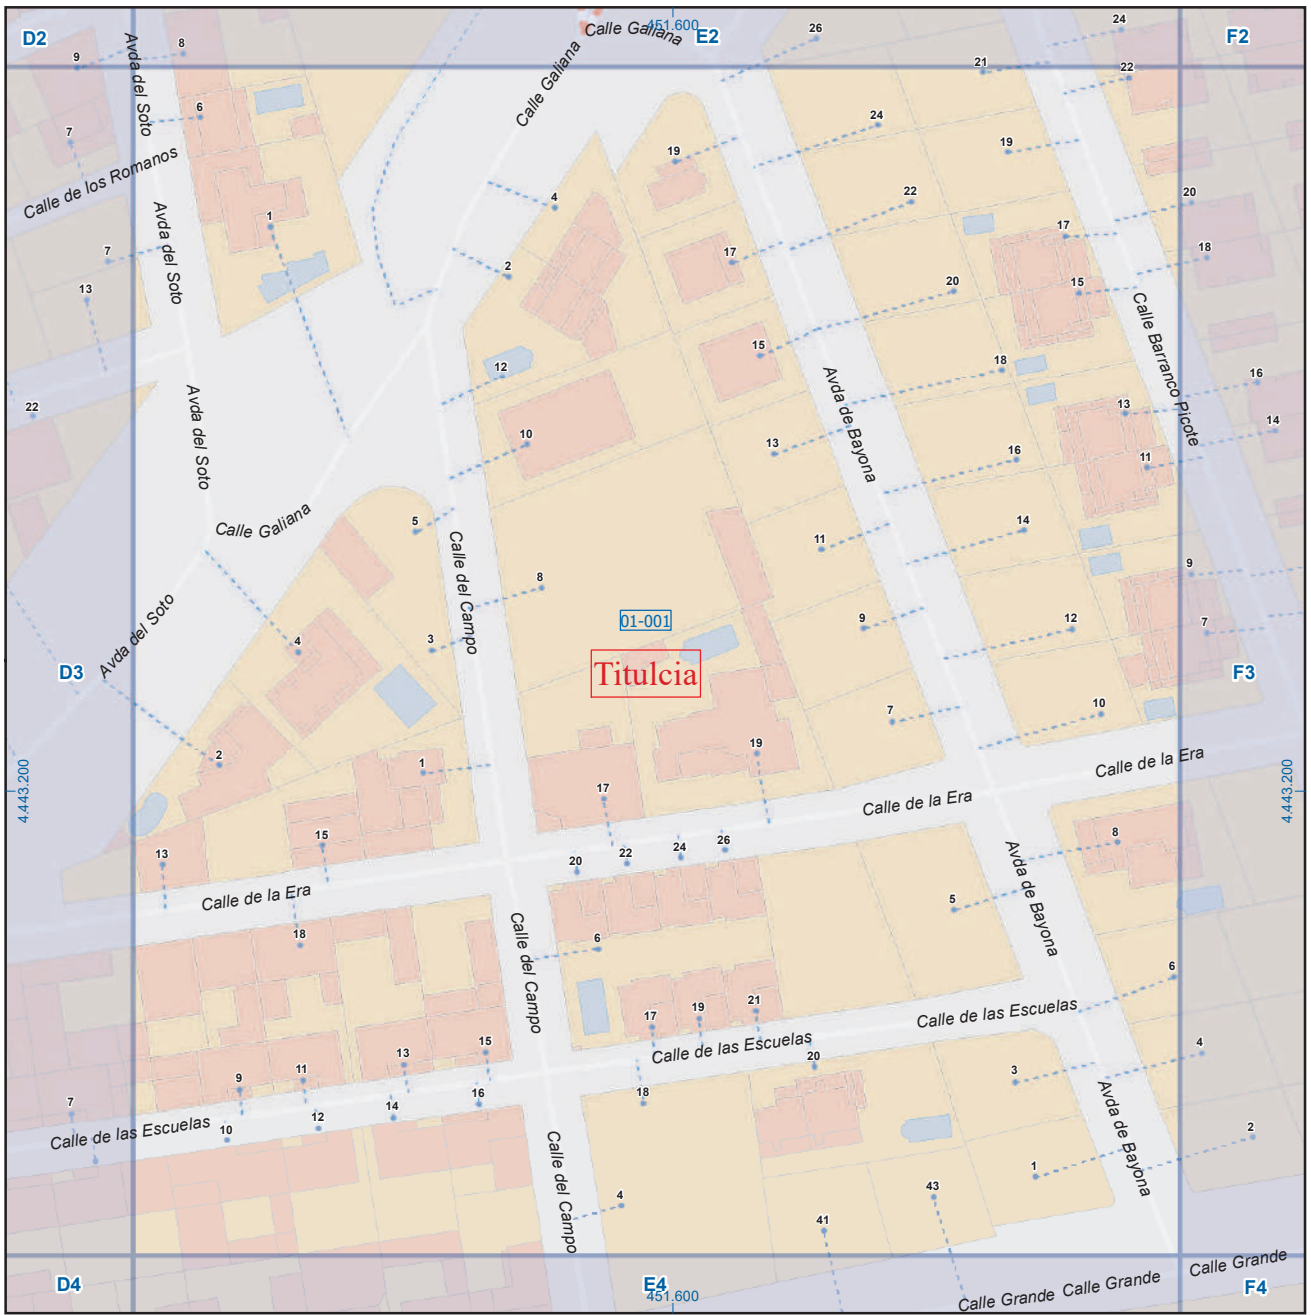 D2
451.600
E2
F2
Calle Galiana
26
24
9
8
21
22
Avda del Soto
Calle Galiana
6
24
7
19
19
Calle de los Romanos
4
22
20
Avda del Soto
1
17
7
17
18
2
13
15
20
Calle Barranco Picote
15
12
18
16
22
Avda del Soto
Avda de Bayona
13
14
10
13
16
11
Calle Galiana
5
14
11
Calle del Campo
8
9
Avda del Soto
01-001
9
12
7
4
3
D3
Titulcia
F3
7
10
2
1
19
4.443.200
17
Calle de la Era
4.443.200
Calle de la Era
15
13
20
22
24
26
8
Calle de la Era
Avda de Bayona
5
18
6
Calle del Campo
6
17
19
21
Calle de las Escuelas
15
Calle de las Escuelas
20
4
13
11
9
3
18
16
14
12
7
10
Calle de las Escuelas
Avda de Bayona
2
1
Calle del Campo
4
43
41
D4
E4
451.600
Calle Grande
Calle Grande
Calle Grande
F4